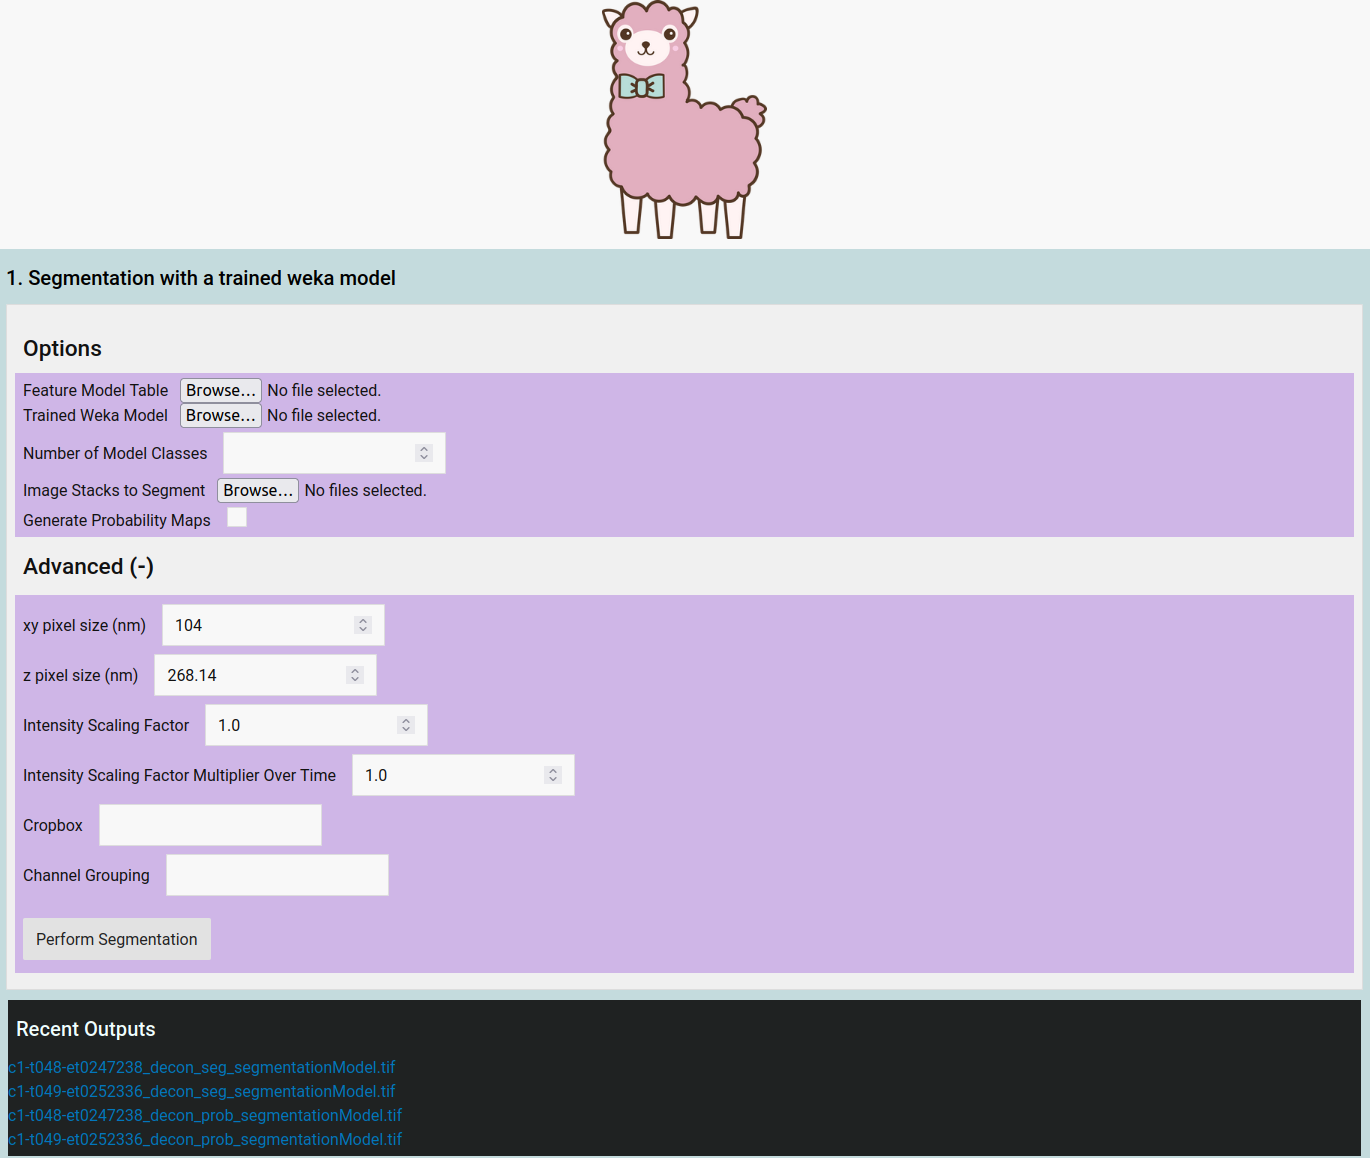 1. Segmentation with a trained weka model
Options
Feature Model Table Browse... No file selected.
Trained Weka Model Browse... No file selected.
Number of Model Classes
Image Stacks to Segment Browse... No files selected.
Generate Probability Maps
Advanced (-)
xy pixel size (nm) 104
z pixel size (nm) 268.14
Intensity Scaling Factor 1.0
Intensity Scaling Factor Multiplier Over Time 1.0
Cropbox
Channel Grouping
Perform Segmentation
Recent Outputs
c1-t048-et0247238_decon_seg_segmentationModel.tif
c1-t049-et0252336_decon_seg_segmentationModel.tif
c1-t048-et0247238_decon_prob_segmentationModel.tif
c1-t049-et0252336_decon_prob_segmentationModel.tif